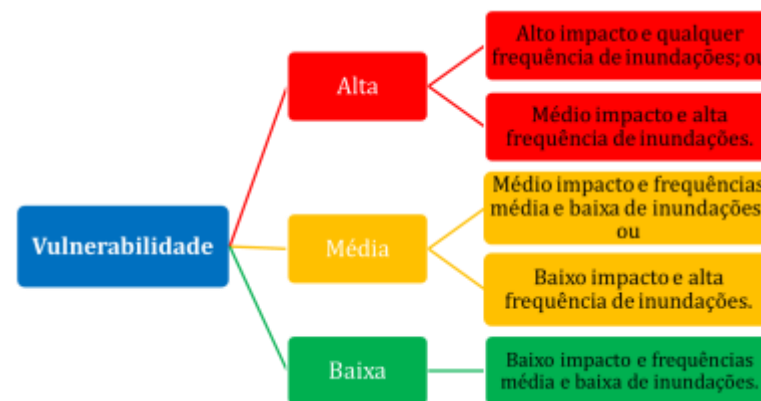 Vulnerabilidade
Alta
Alto impacto e qualquer
frequência de inundações; ou
Médio impacto e alta
frequência de inundações.
Média
Médio impacto e frequências
média e baixa de inundações
ou
Baixo impacto e alta
frequência de inundações.
Baixa
Baixo impacto e frequências
média e baixa de inundações.